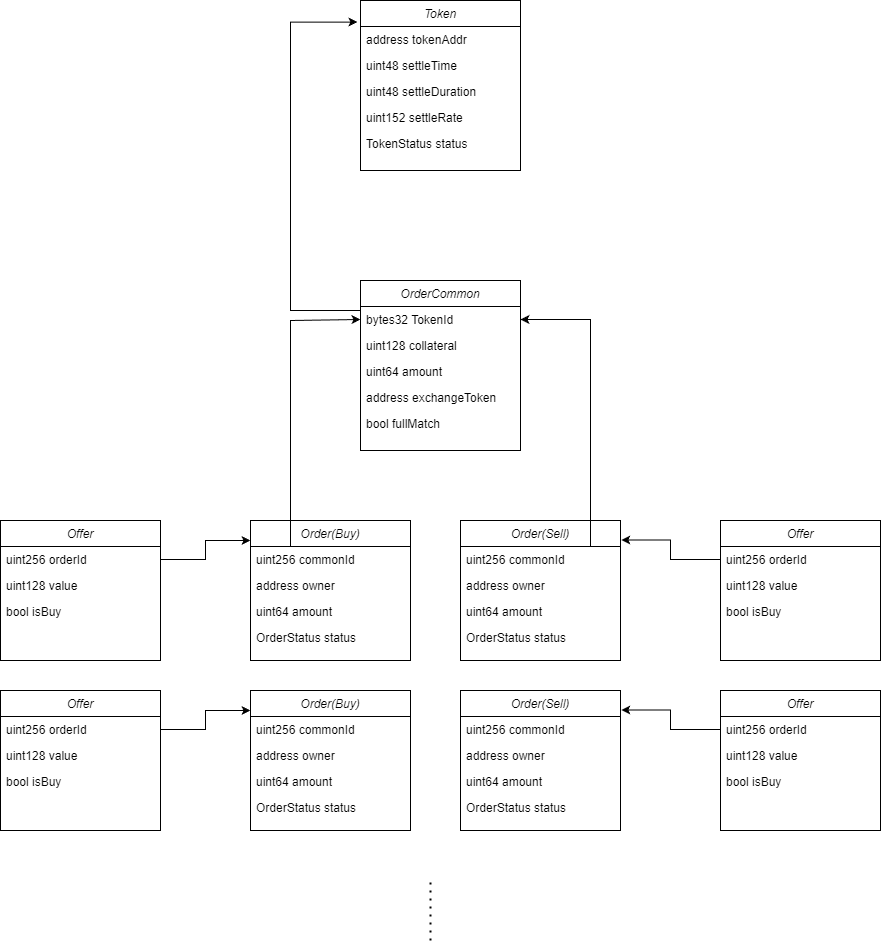 Token
address tokenAddr
uint48 settleTime
uint48 settleDuration
uint152 settleRate
TokenStatus status
OrderCommon
bytes32 TokenId
uint128 collateral
uint64 amount
address exchangeToken
bool fullMatch
Offer
uint256 orderId
uint128 value
bool isBuy
Order(Buy)
uint256 commonId
address owner
uint64 amount
OrderStatus status
Order(Sell)
uint256 commonId
address owner
uint64 amount
OrderStatus status
Offer
uint256 orderId
uint128 value
bool isBuy
Offer
uint256 orderId
uint128 value
bool isBuy
Order(Buy)
uint256 commonId
address owner
uint64 amount
OrderStatus status
Order(Sell)
uint256 commonId
address owner
uint64 amount
OrderStatus status
Offer
uint256 orderId
uint128 value
bool isBuy